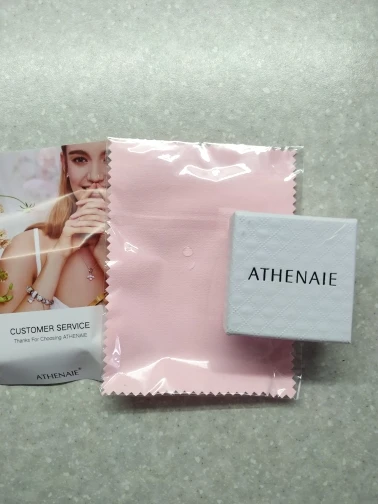 CUSTOMER SERVICE
Thanks For Choosing ATHENAIE
ATHENAIE
ATHENAIE